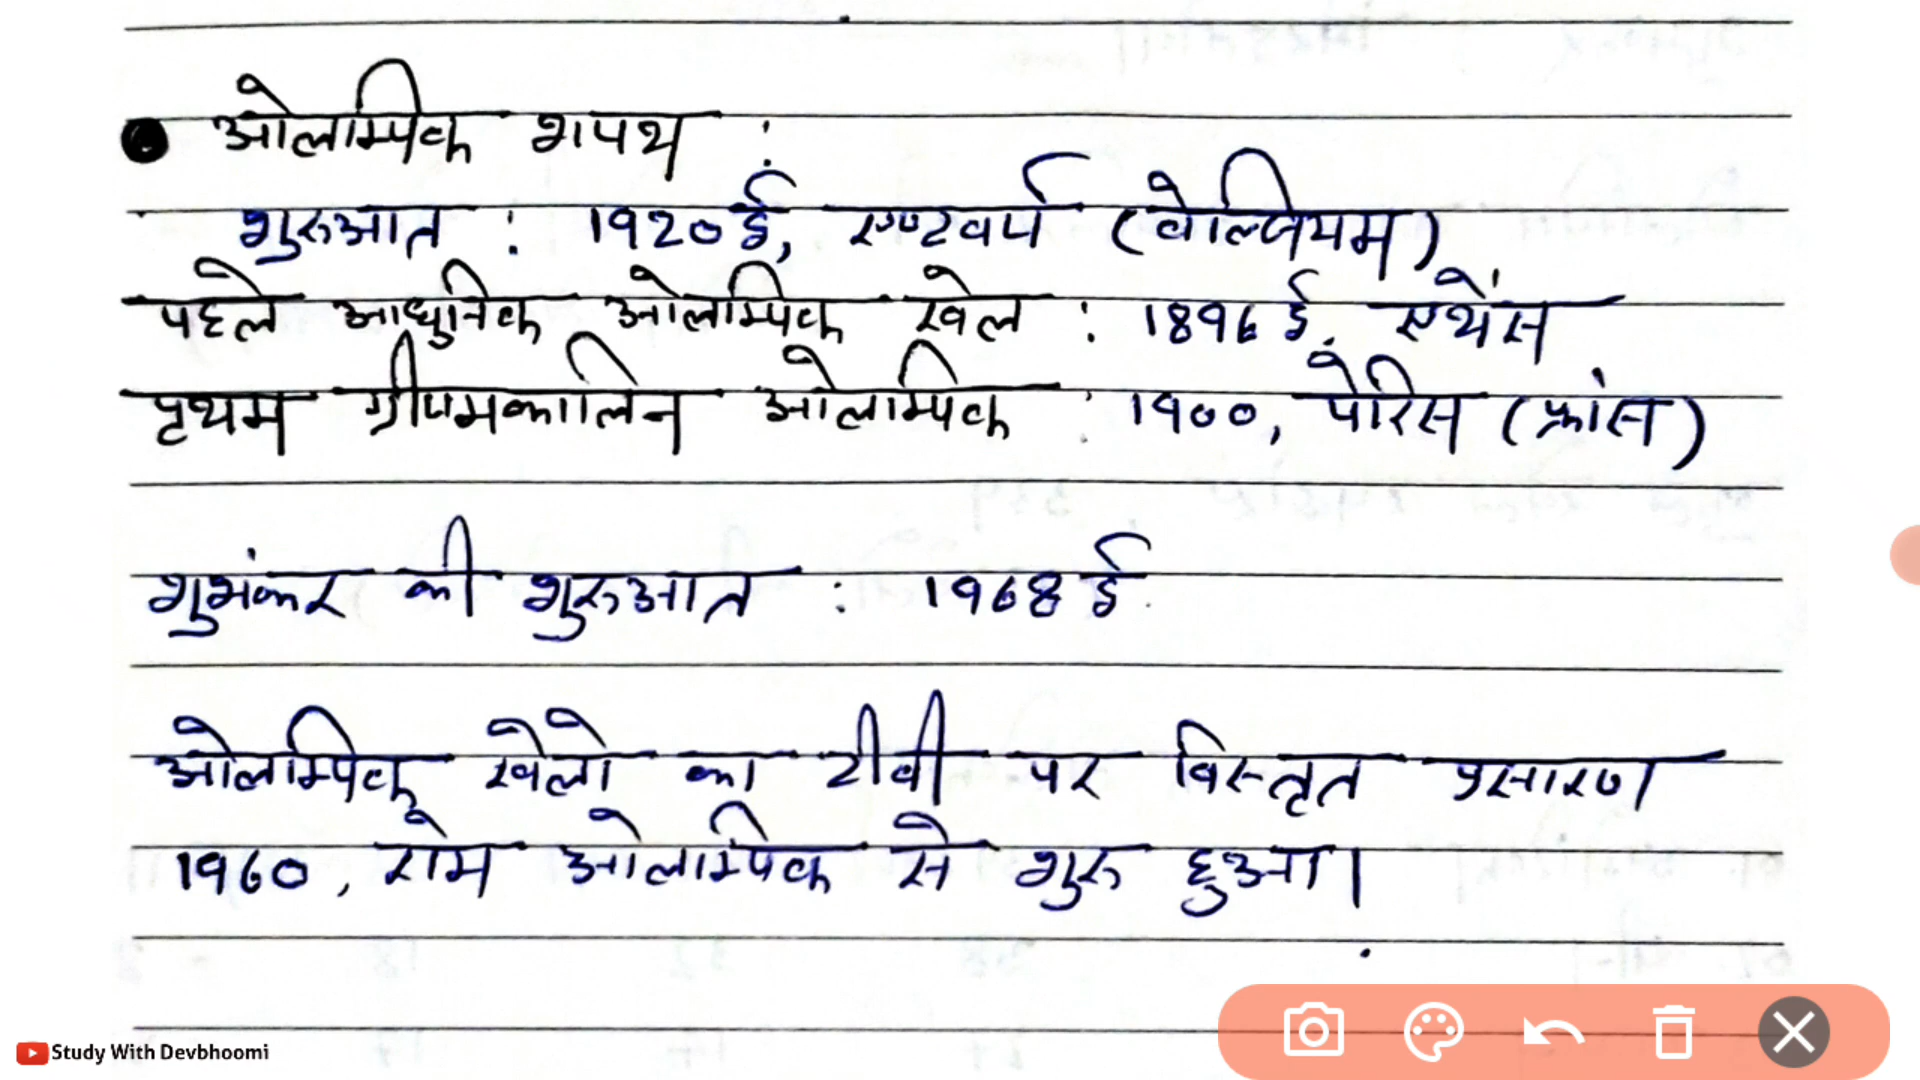 ओलम्पिक शपथ :
शुरुआत : 1920 ई, एण्टवर्प (बेल्जियम)
पहले आधुनिक ओलम्पिक खेल : 1896 ई. एथेंस
प्रथम ग्रीष्मकालिन ओलम्पिक : 1900, पेरिस (फ्रांस)
शुभंकर की शुरुआत : 1968 ई.
ओलम्पिक खेलो का टीवी पर विस्तृत प्रसारण
1960, रोम ओलम्पिक से शुरु हुआ।
Study With Devbhoomi